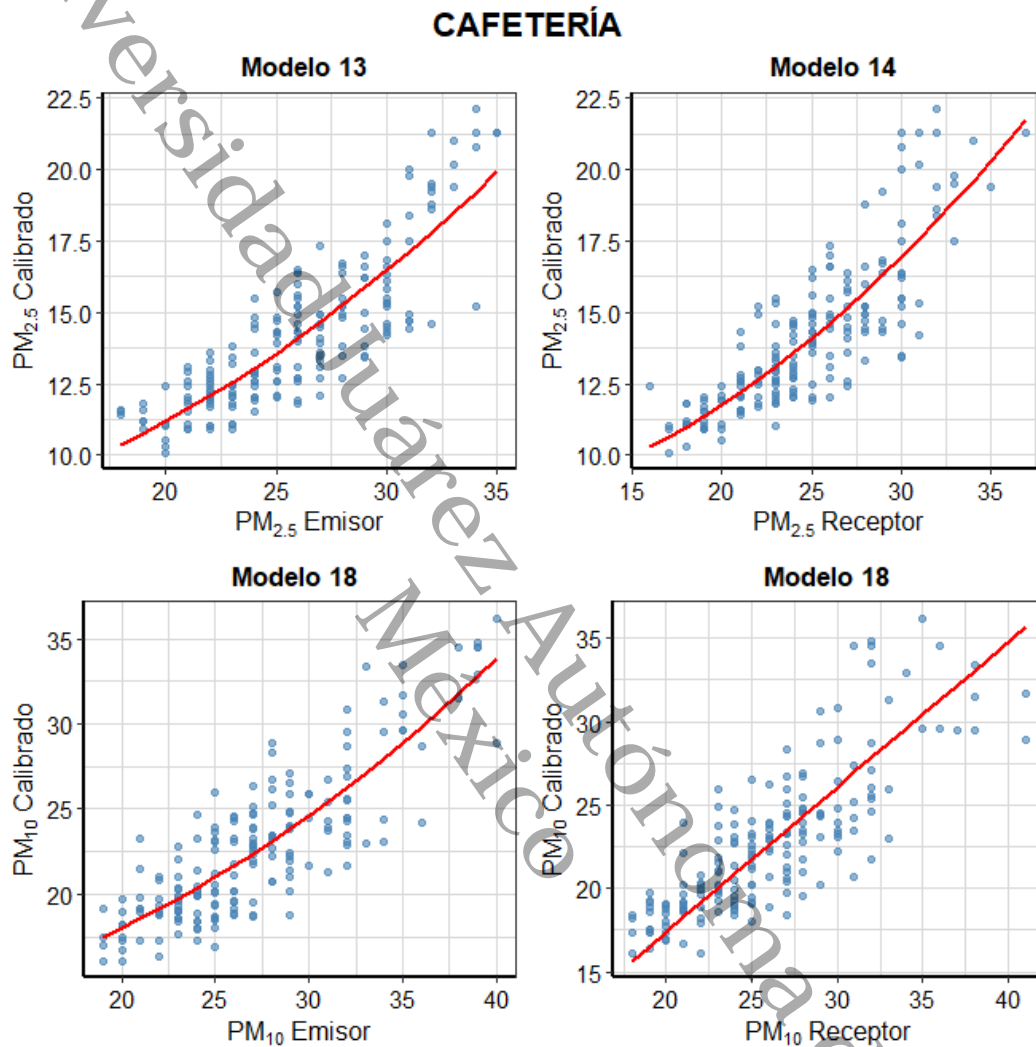 CAFETERÍA
Modelo 13
22.5
20.0
17.5
15.0
12.5
10.0
PM2.5 Calibrado
20 25 30 35
PM2.5 Emisor
Modelo 14
22.5
20.0
17.5
15.0
12.5
10.0
PM2.5 Calibrado
15 20 25 30 35
PM2.5 Receptor
Modelo 18
35
30
25
20
PM10 Calibrado
20 25 30 35 40
PM10 Emisor
Modelo 18
35
30
25
20
15
PM10 Calibrado
20 25 30 35 40
PM10 Receptor
versidad Juárez Autónoma
México